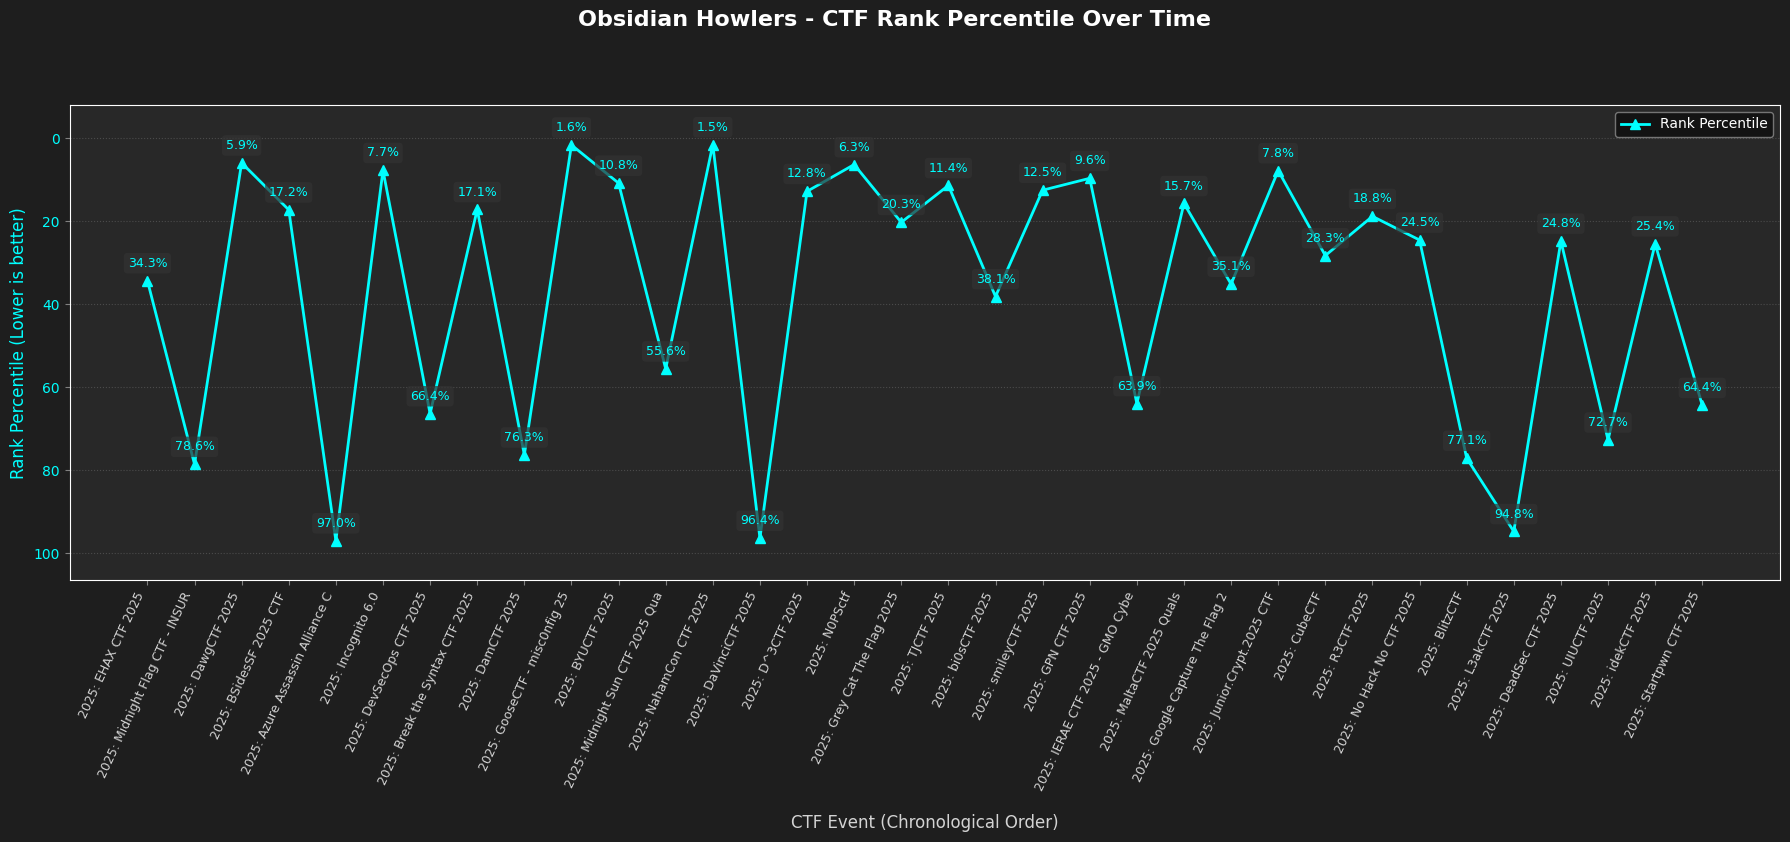 Obsidian Howlers - CTF Rank Percentile Over Time
Rank Percentile
Rank Percentile (Lower is better)
0
20
40
60
80
100
34.3%
78.6%
5.9%
17.2%
97.0%
7.7%
66.4%
17.1%
76.3%
1.6%
10.8%
55.6%
1.5%
96.4%
12.8%
6.3%
20.3%
11.4%
38.1%
12.5%
9.6%
63.9%
15.7%
35.1%
7.8%
28.3%
18.8%
24.5%
77.1%
94.8%
24.8%
72.7%
25.4%
64.4%
2025: EHAX CTF 2025
2025: Midnight Flag CTF - INSUR
2025: DawgCTF 2025
2025: BSidesSF 2025 CTF
2025: Azure Assassin Alliance C
2025: Incognito 6.0
2025: DevSecOps CTF 2025
2025: Break the Syntax CTF 2025
2025: DamCTF 2025
2025: GooseCTF - misconfig 25
2025: BYUCTF 2025
2025: Midnight Sun CTF 2025 Qua
2025: NahamCon CTF 2025
2025: DaVinciCTF 2025
2025: D^3CTF 2025
2025: N0PSctf
2025: Grey Cat The Flag 2025
2025: TJCTF 2025
2025: bi0sCTF 2025
2025: smileyCTF 2025
2025: GPN CTF 2025
2025: IERAE CTF 2025 - GMO Cybe
2025: MaltaCTF 2025 Quals
2025: Google Capture The Flag 2
2025: Junior.Crypt.2025 CTF
2025: CubeCTF
2025: R3CTF 2025
2025: No Hack No CTF 2025
2025: BlitzCTF
2025: L3akCTF 2025
2025: DeadSec CTF 2025
2025: UIUCTF 2025
2025: idekCTF 2025
2025: Startpwn CTF 2025
CTF Event (Chronological Order)